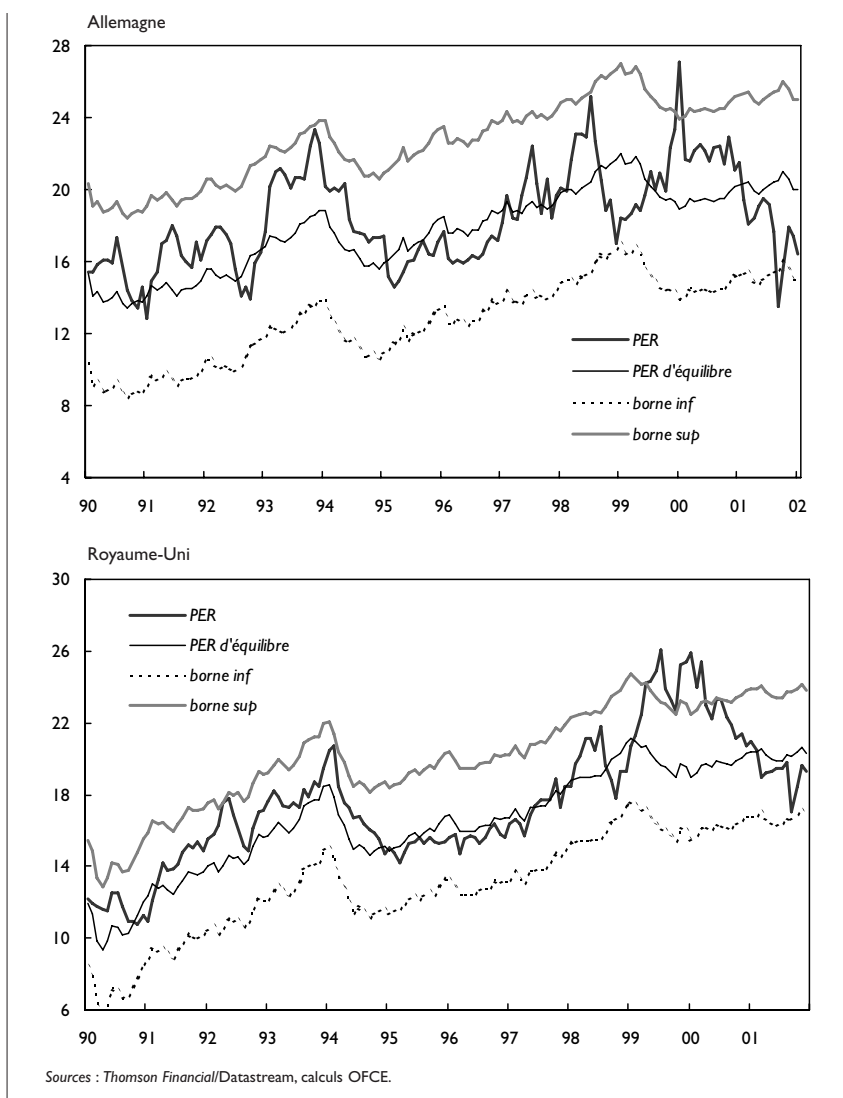 Allemagne
28
24
20
16
12
8
4
PER
PER d'équilibre
borne inf
borne sup
90 91 92 93 94 95 96 97 98 99 00 01 02
Royaume-Uni
30
26
22
18
14
10
6
PER
PER d'équilibre
borne inf
borne sup
90 91 92 93 94 95 96 97 98 99 00 01
Sources : Thomson Financial/Datastream, calculs OFCE.